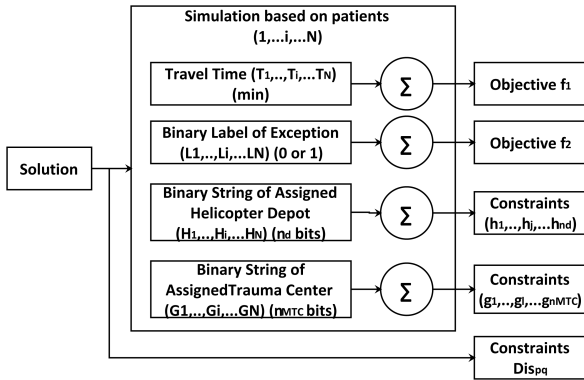 Simulation based on patients
(1,...i,...N)
Travel Time (T1,..,Ti,...TN)
(min)
Σ
Objective f1
Binary Label of Exception
(L1,..,Li,...LN) (0 or 1)
Σ
Objective f2
Solution
Binary String of Assigned
Helicopter Depot
(H1,..,Hi,...HN) (nd bits)
Σ
Constraints
(h1,..,hj,...hnd)
Binary String of
AssignedTrauma Center
(G1,..,Gi,...GN) (nMTC bits)
Σ
Constraints
(g1,..,gl,...gnMTC)
Constraints
Dispq